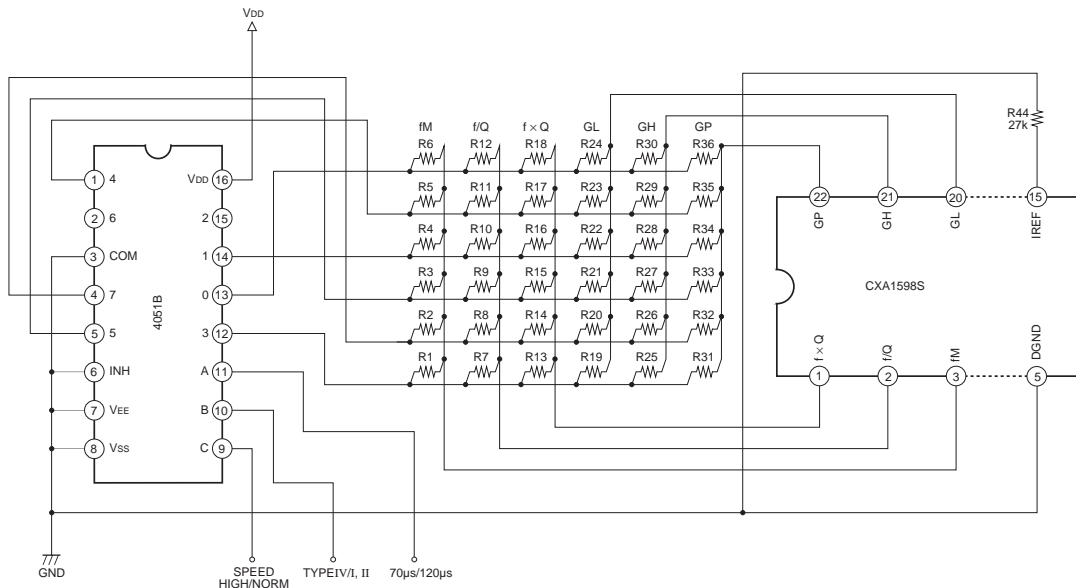 VDD
R44
27k
fM f/Q f × Q GL GH GP
R6 R12 R18 R24 R30 R36
R5 R11 R17 R23 R29 R35
R4 R10 R16 R22 R28 R34
R3 R9 R15 R21 R27 R33
R2 R8 R14 R20 R26 R32
R1 R7 R13 R19 R25 R31
1 4 VDD 16
2 6 2 15
3 COM 1 14
4 7 0 13
5 5 3 12
6 INH A 11
7 VEE B 10
8 VSS C 9
4051B
22 21 20 15
GP GH GL IREF
CXA1598S
f × Q f/Q fM DGND
1 2 3 5
GND
SPEED
HIGH/NORM
TYPEIV/I, II
70µs/120µs